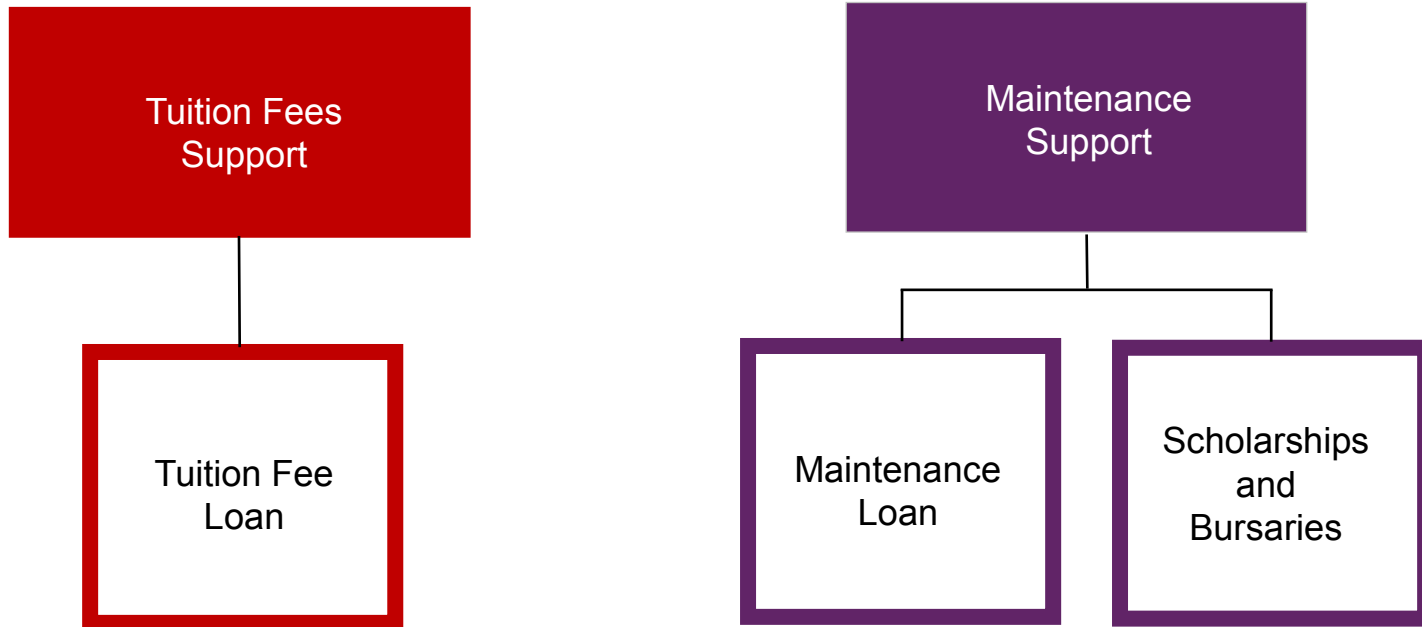 Tuition Fees
Support
Maintenance
Support
Tuition Fee
Loan
Maintenance
Loan
Scholarships
and
Bursaries